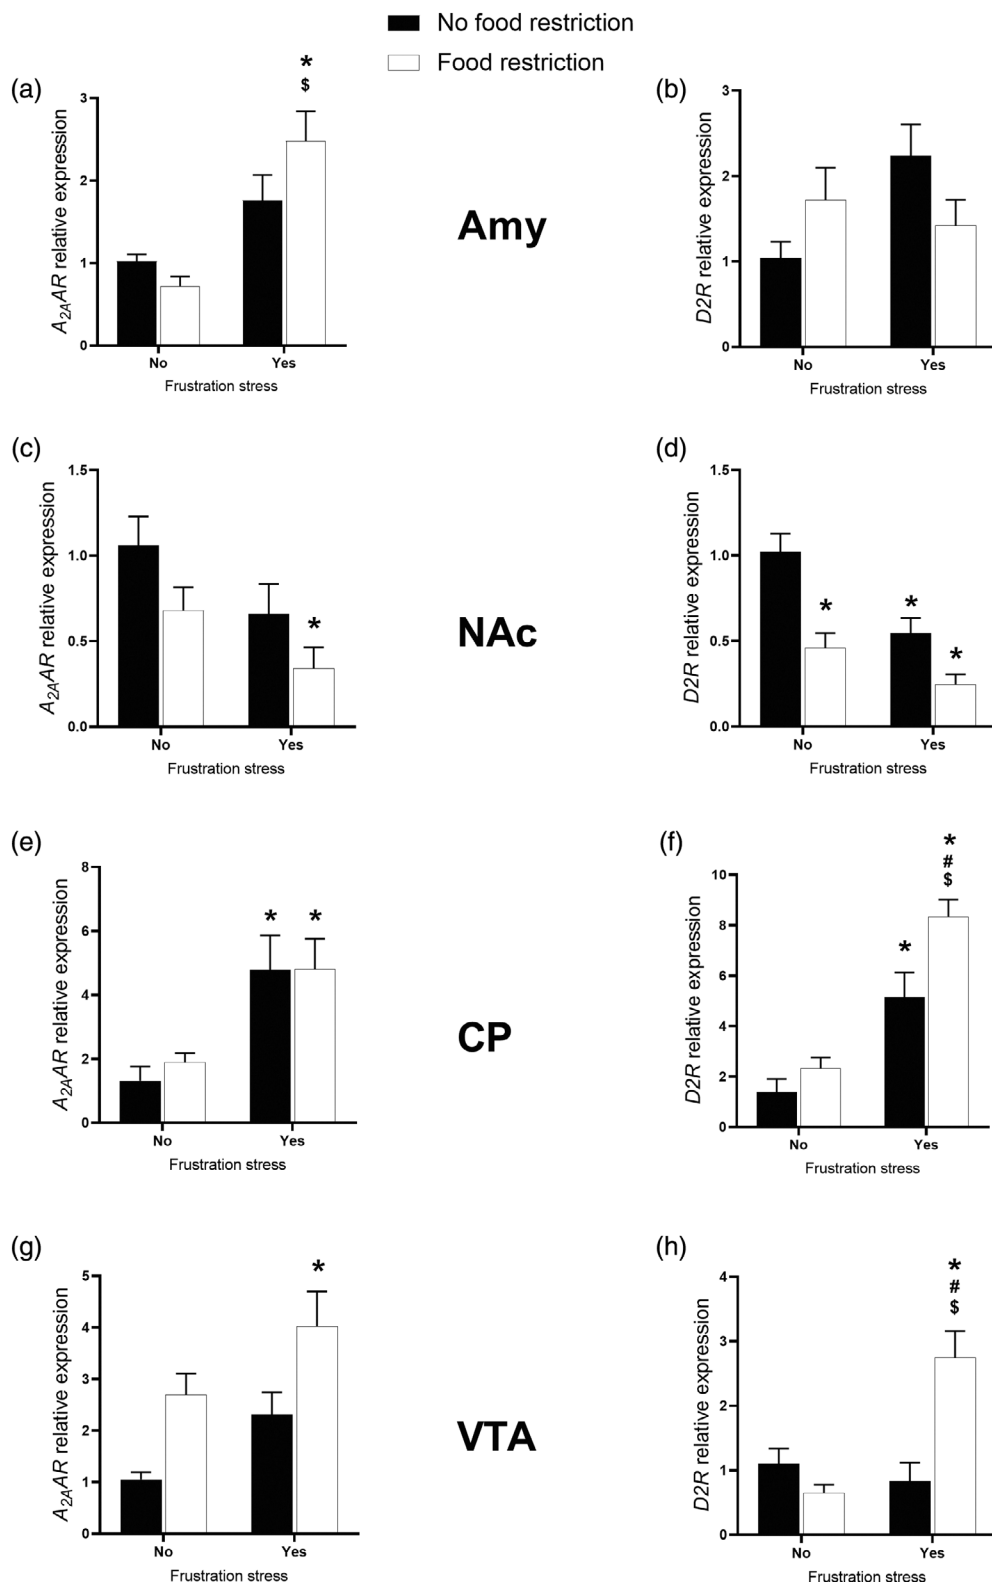 No food restriction
Food restriction
(a)
A2AAR relative expression
3
2
1
0
*
$
No Yes
Frustration stress
Amy
(b)
D2R relative expression
3
2
1
0
No Yes
Frustration stress
(c)
A2AAR relative expression
1.5
1.0
0.5
0.0
*
No Yes
Frustration stress
NAc
(d)
D2R relative expression
1.5
1.0
0.5
0.0
* * *
No Yes
Frustration stress
(e)
A2AAR relative expression
8
6
4
2
0
* *
No Yes
Frustration stress
CP
(f)
D2R relative expression
10
8
6
4
2
0
*
*
#
$
No Yes
Frustration stress
(g)
A2AAR relative expression
5
4
3
2
1
0
*
No Yes
Frustration stress
VTA
(h)
D2R relative expression
4
3
2
1
0
*
#
$
No Yes
Frustration stress